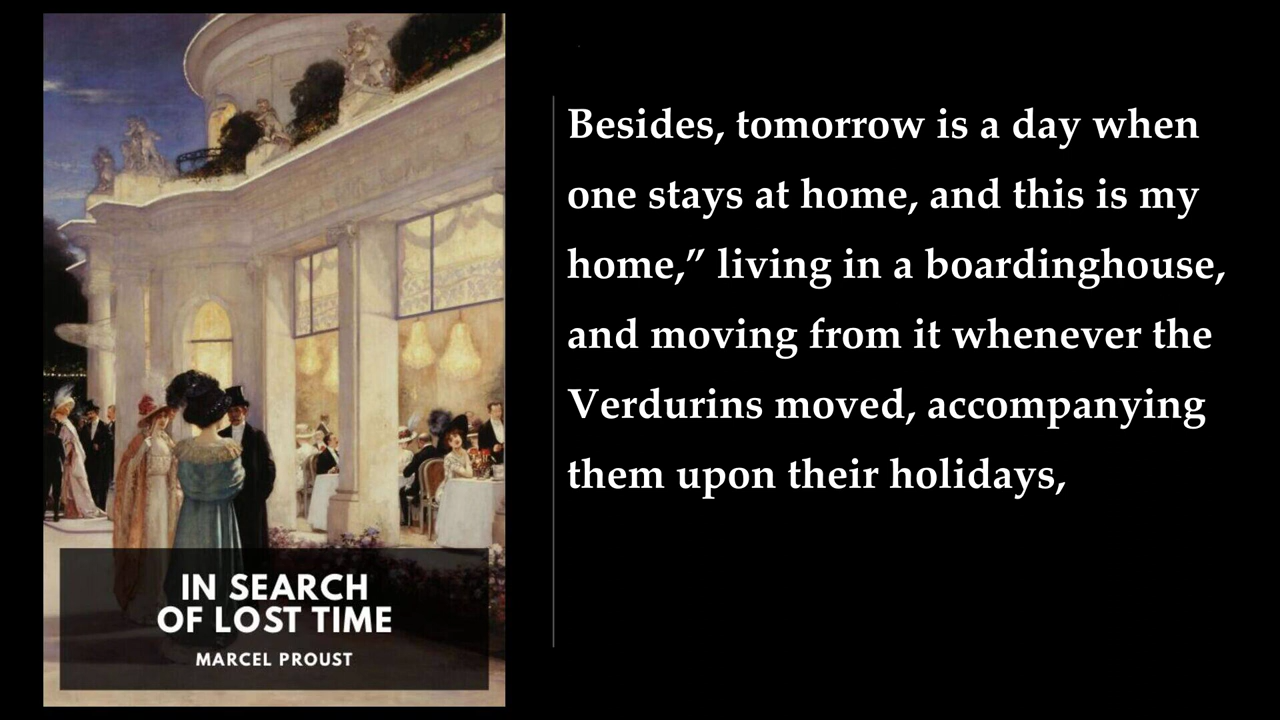 IN SEARCH
OF LOST TIME
MARCEL PROUST
Besides, tomorrow is a day when
one stays at home, and this is my
home,” living in a boardinghouse,
and moving from it whenever the
Verdurins moved, accompanying
them upon their holidays,